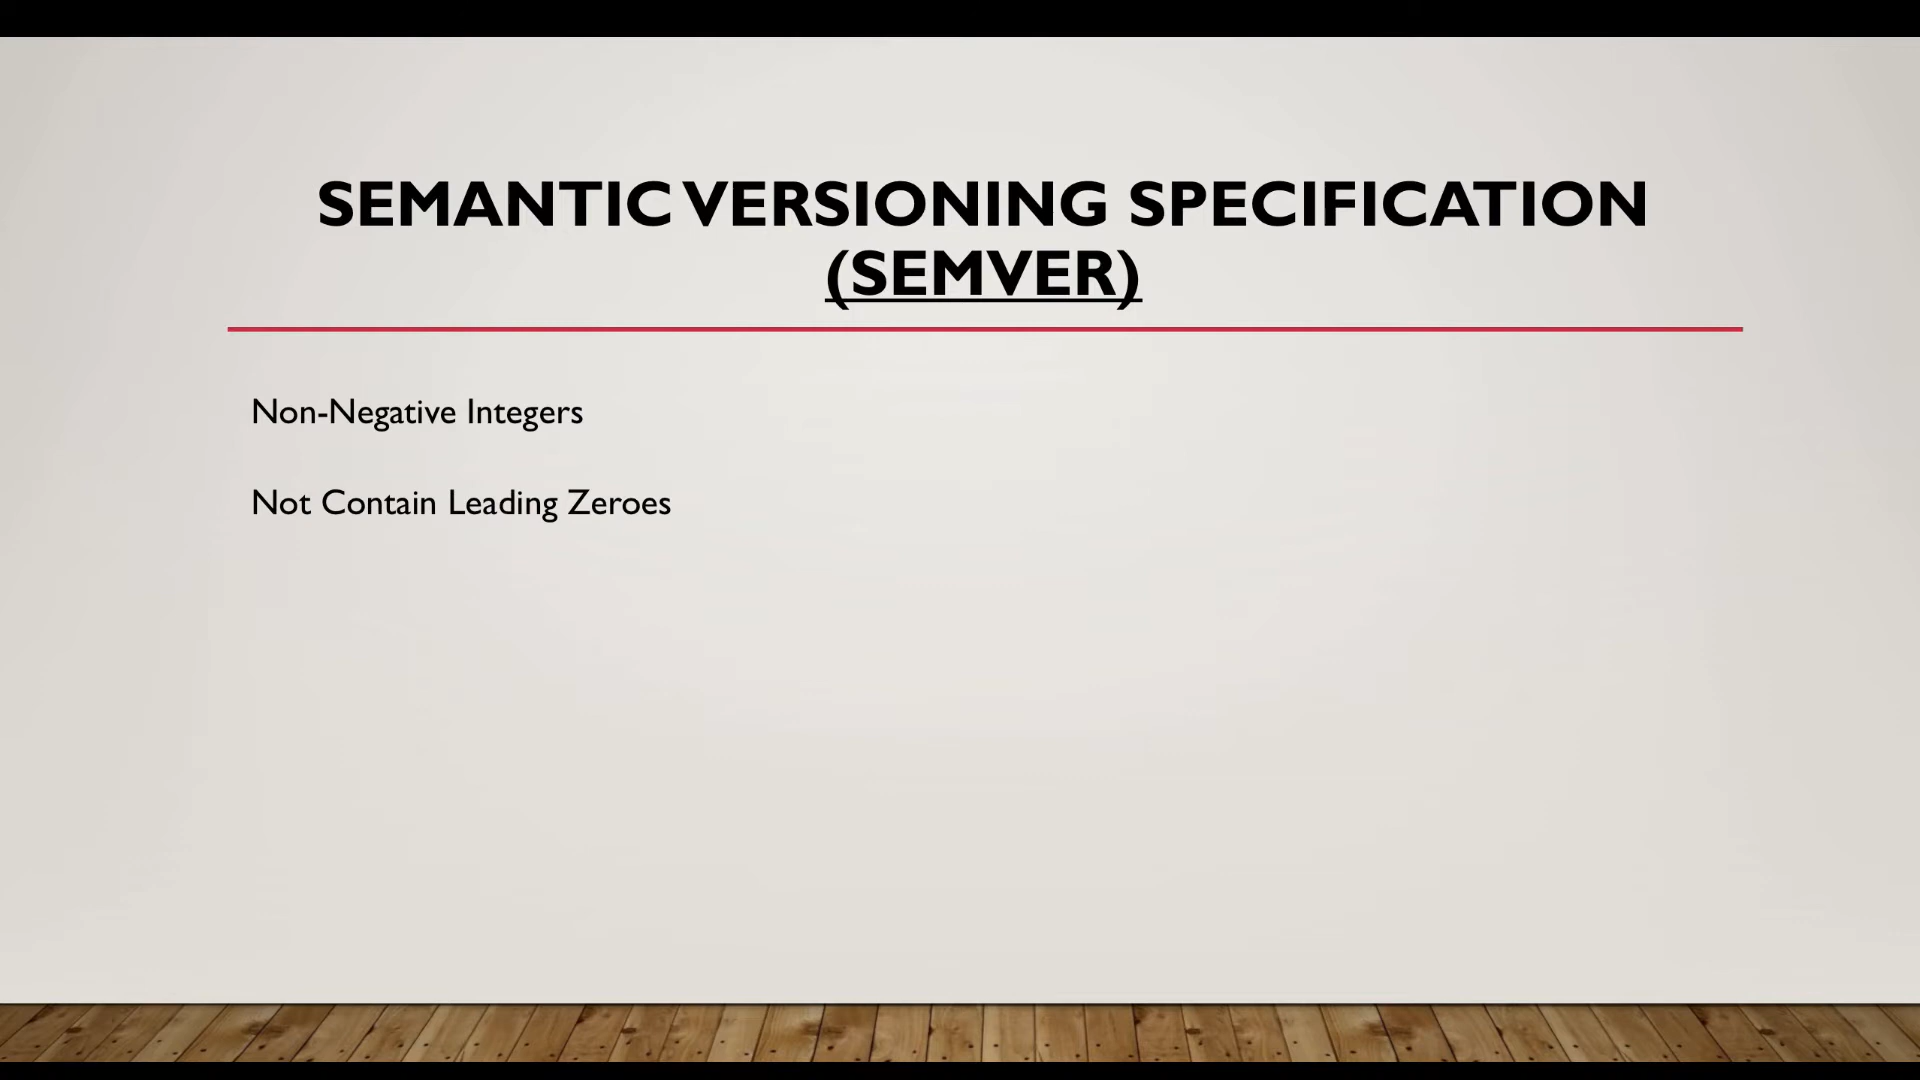 SEMANTIC VERSIONING SPECIFICATION
(SEMVER)
Non-Negative Integers
Not Contain Leading Zeroes